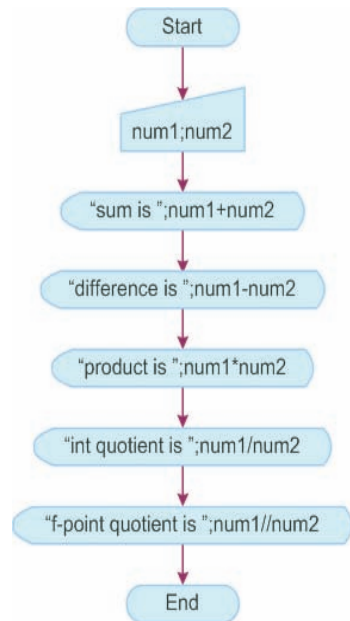 Start
num1;num2
“sum is ”;num1+num2
“difference is ”;num1-num2
“product is ”;num1*num2
“int quotient is ”;num1/num2
“f-point quotient is ”;num1//num2
End